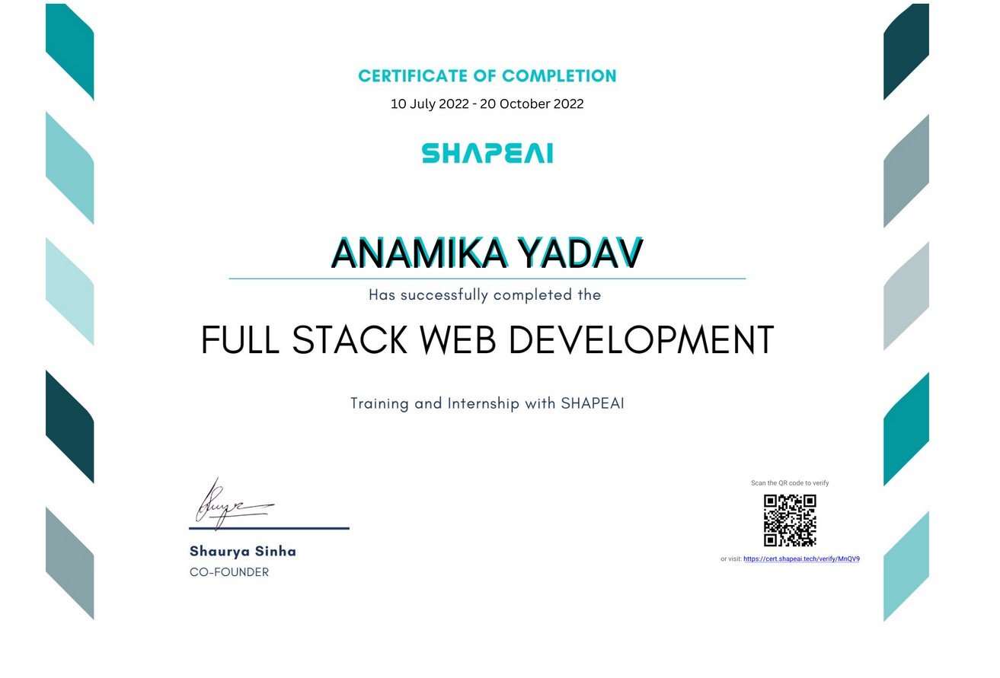 CERTIFICATE OF COMPLETION
10 July 2022 - 20 October 2022
SHAPEAI
ANAMIKA YADAV
Has successfully completed the
FULL STACK WEB DEVELOPMENT
Training and Internship with SHAPEAI
Shaurya Sinha
CO-FOUNDER
Scan the QR code to verify
or visit: https://cert.shapeai.tech/verify/MnQV9